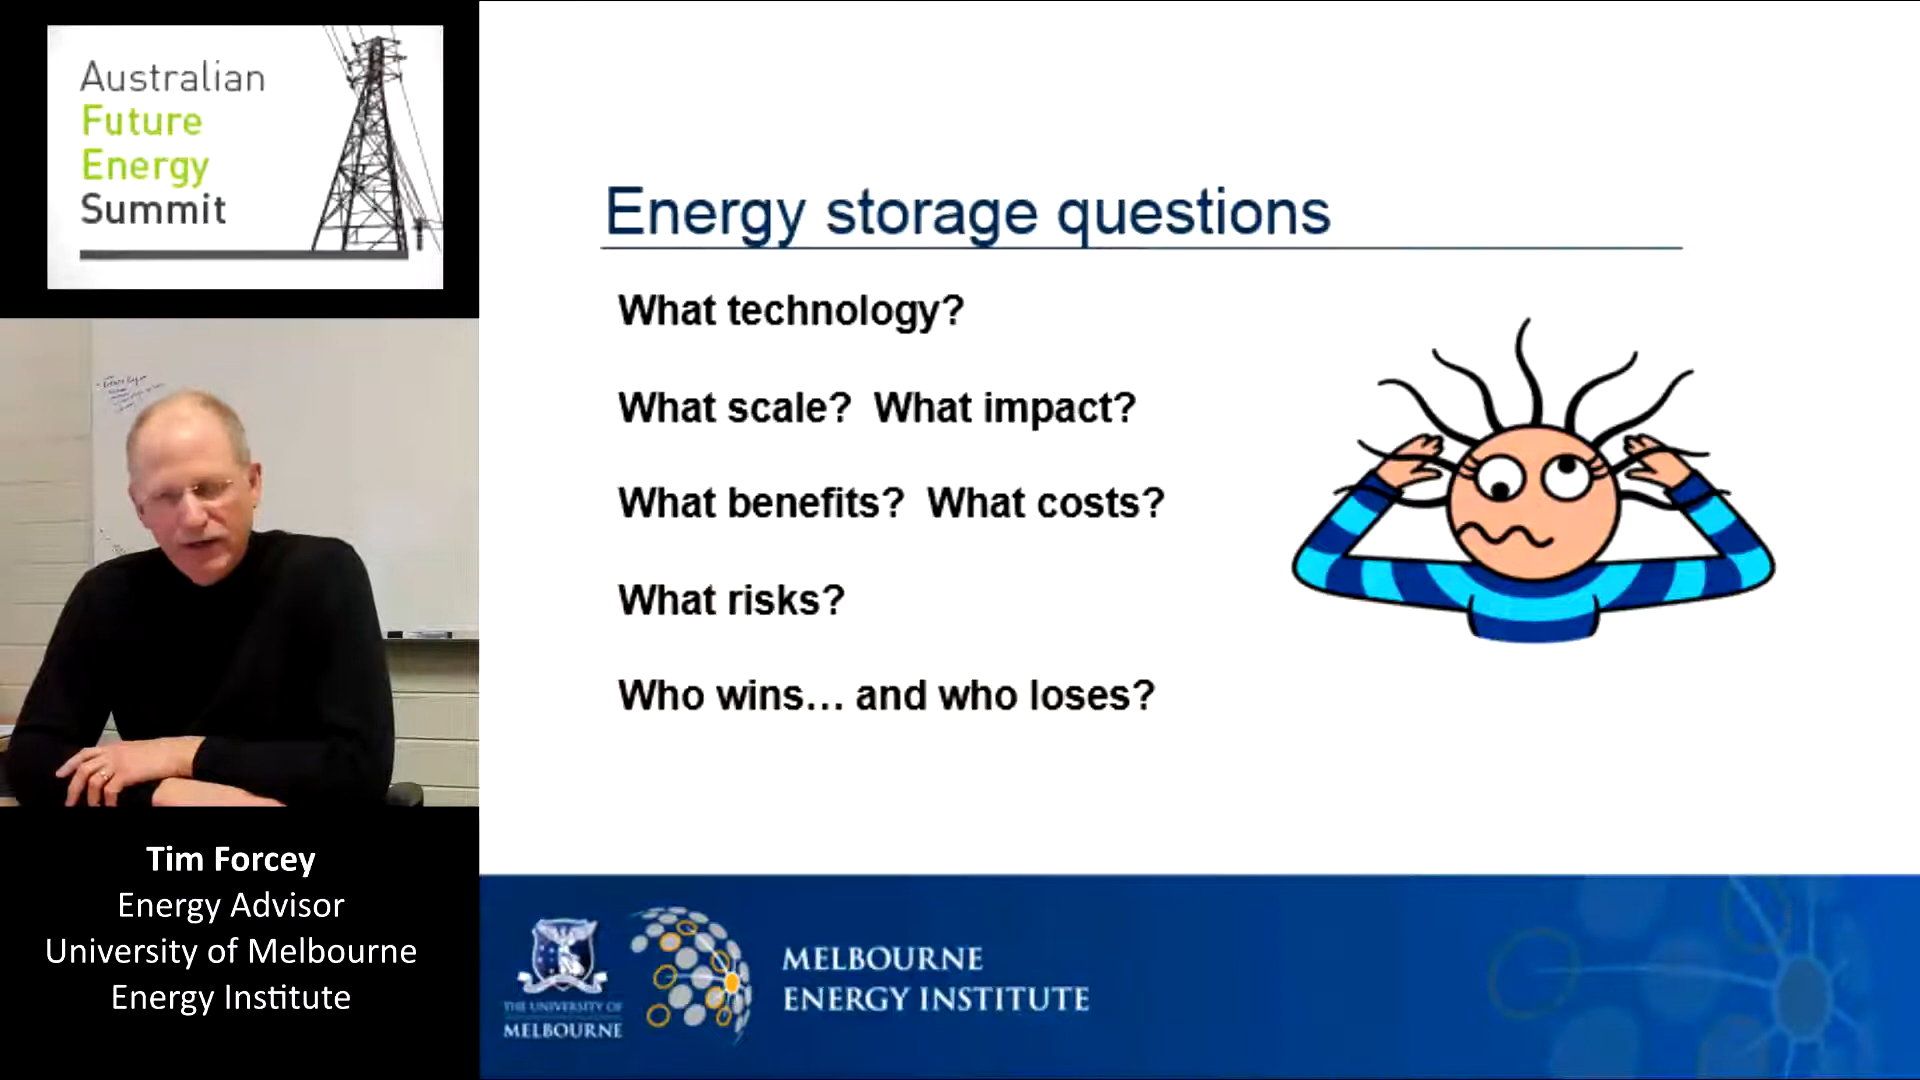 Australian
Future
Energy
Summit
Tim Forcey
Energy Advisor
University of Melbourne
Energy Institute
Energy storage questions
What technology?
What scale?  What impact?
What benefits?  What costs?
What risks?
Who wins… and who loses?
THE UNIVERSITY OF
MELBOURNE
MELBOURNE
ENERGY INSTITUTE